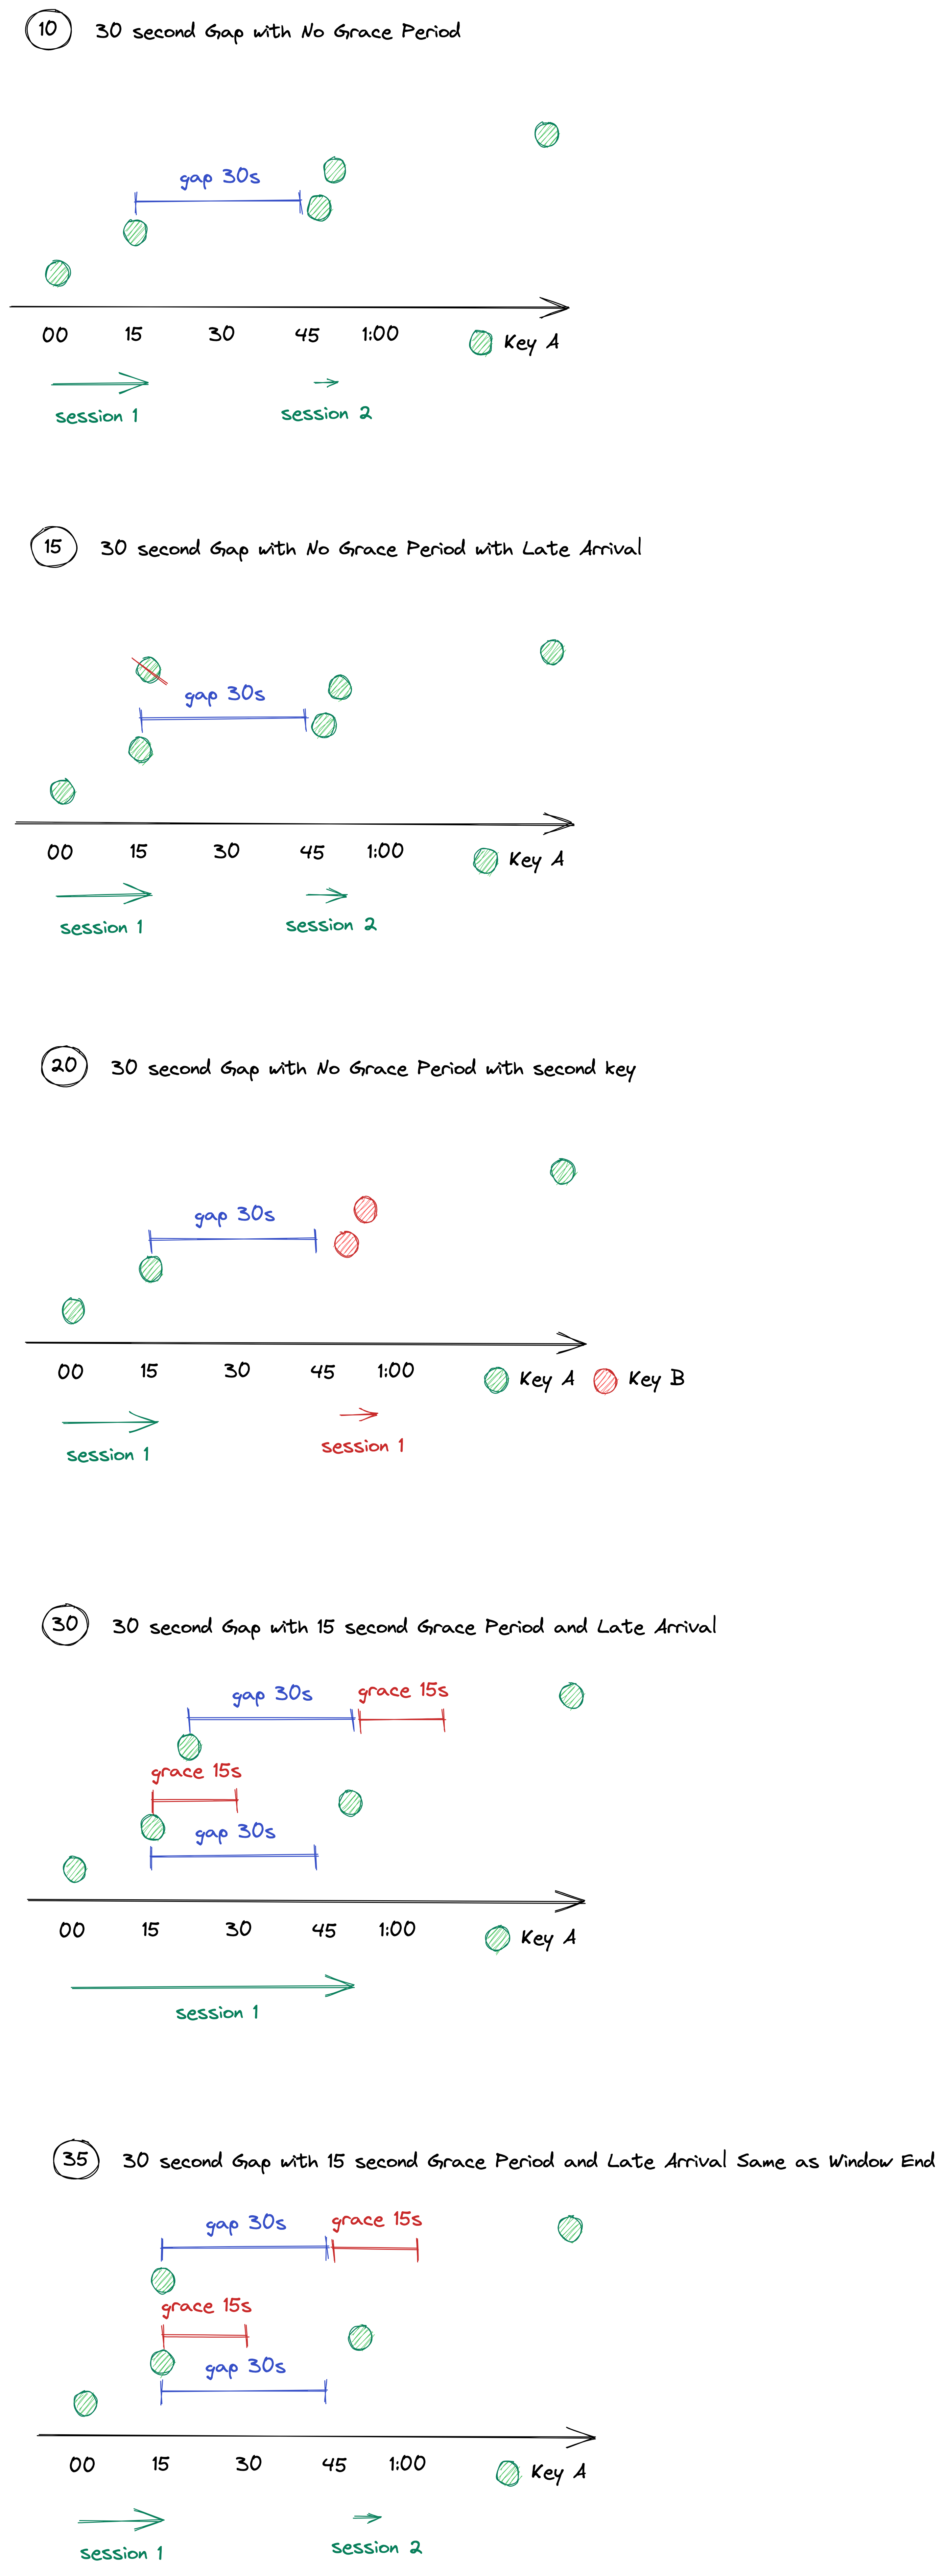 10 30 second Gap with No Grace Period
gap 30s
00 15 30 45 1:00 Key A
session 1 session 2
15 30 second Gap with No Grace Period with Late Arrival
gap 30s
00 15 30 45 1:00 Key A
session 1 session 2
20 30 second Gap with No Grace Period with second key
gap 30s
00 15 30 45 1:00 Key A Key B
session 1 session 1
30 30 second Gap with 15 second Grace Period and Late Arrival
gap 30s grace 15s
grace 15s
gap 30s
00 15 30 45 1:00 Key A
session 1
35 30 second Gap with 15 second Grace Period and Late Arrival Same as Window End
gap 30s grace 15s
grace 15s
gap 30s
00 15 30 45 1:00 Key A
session 1 session 2